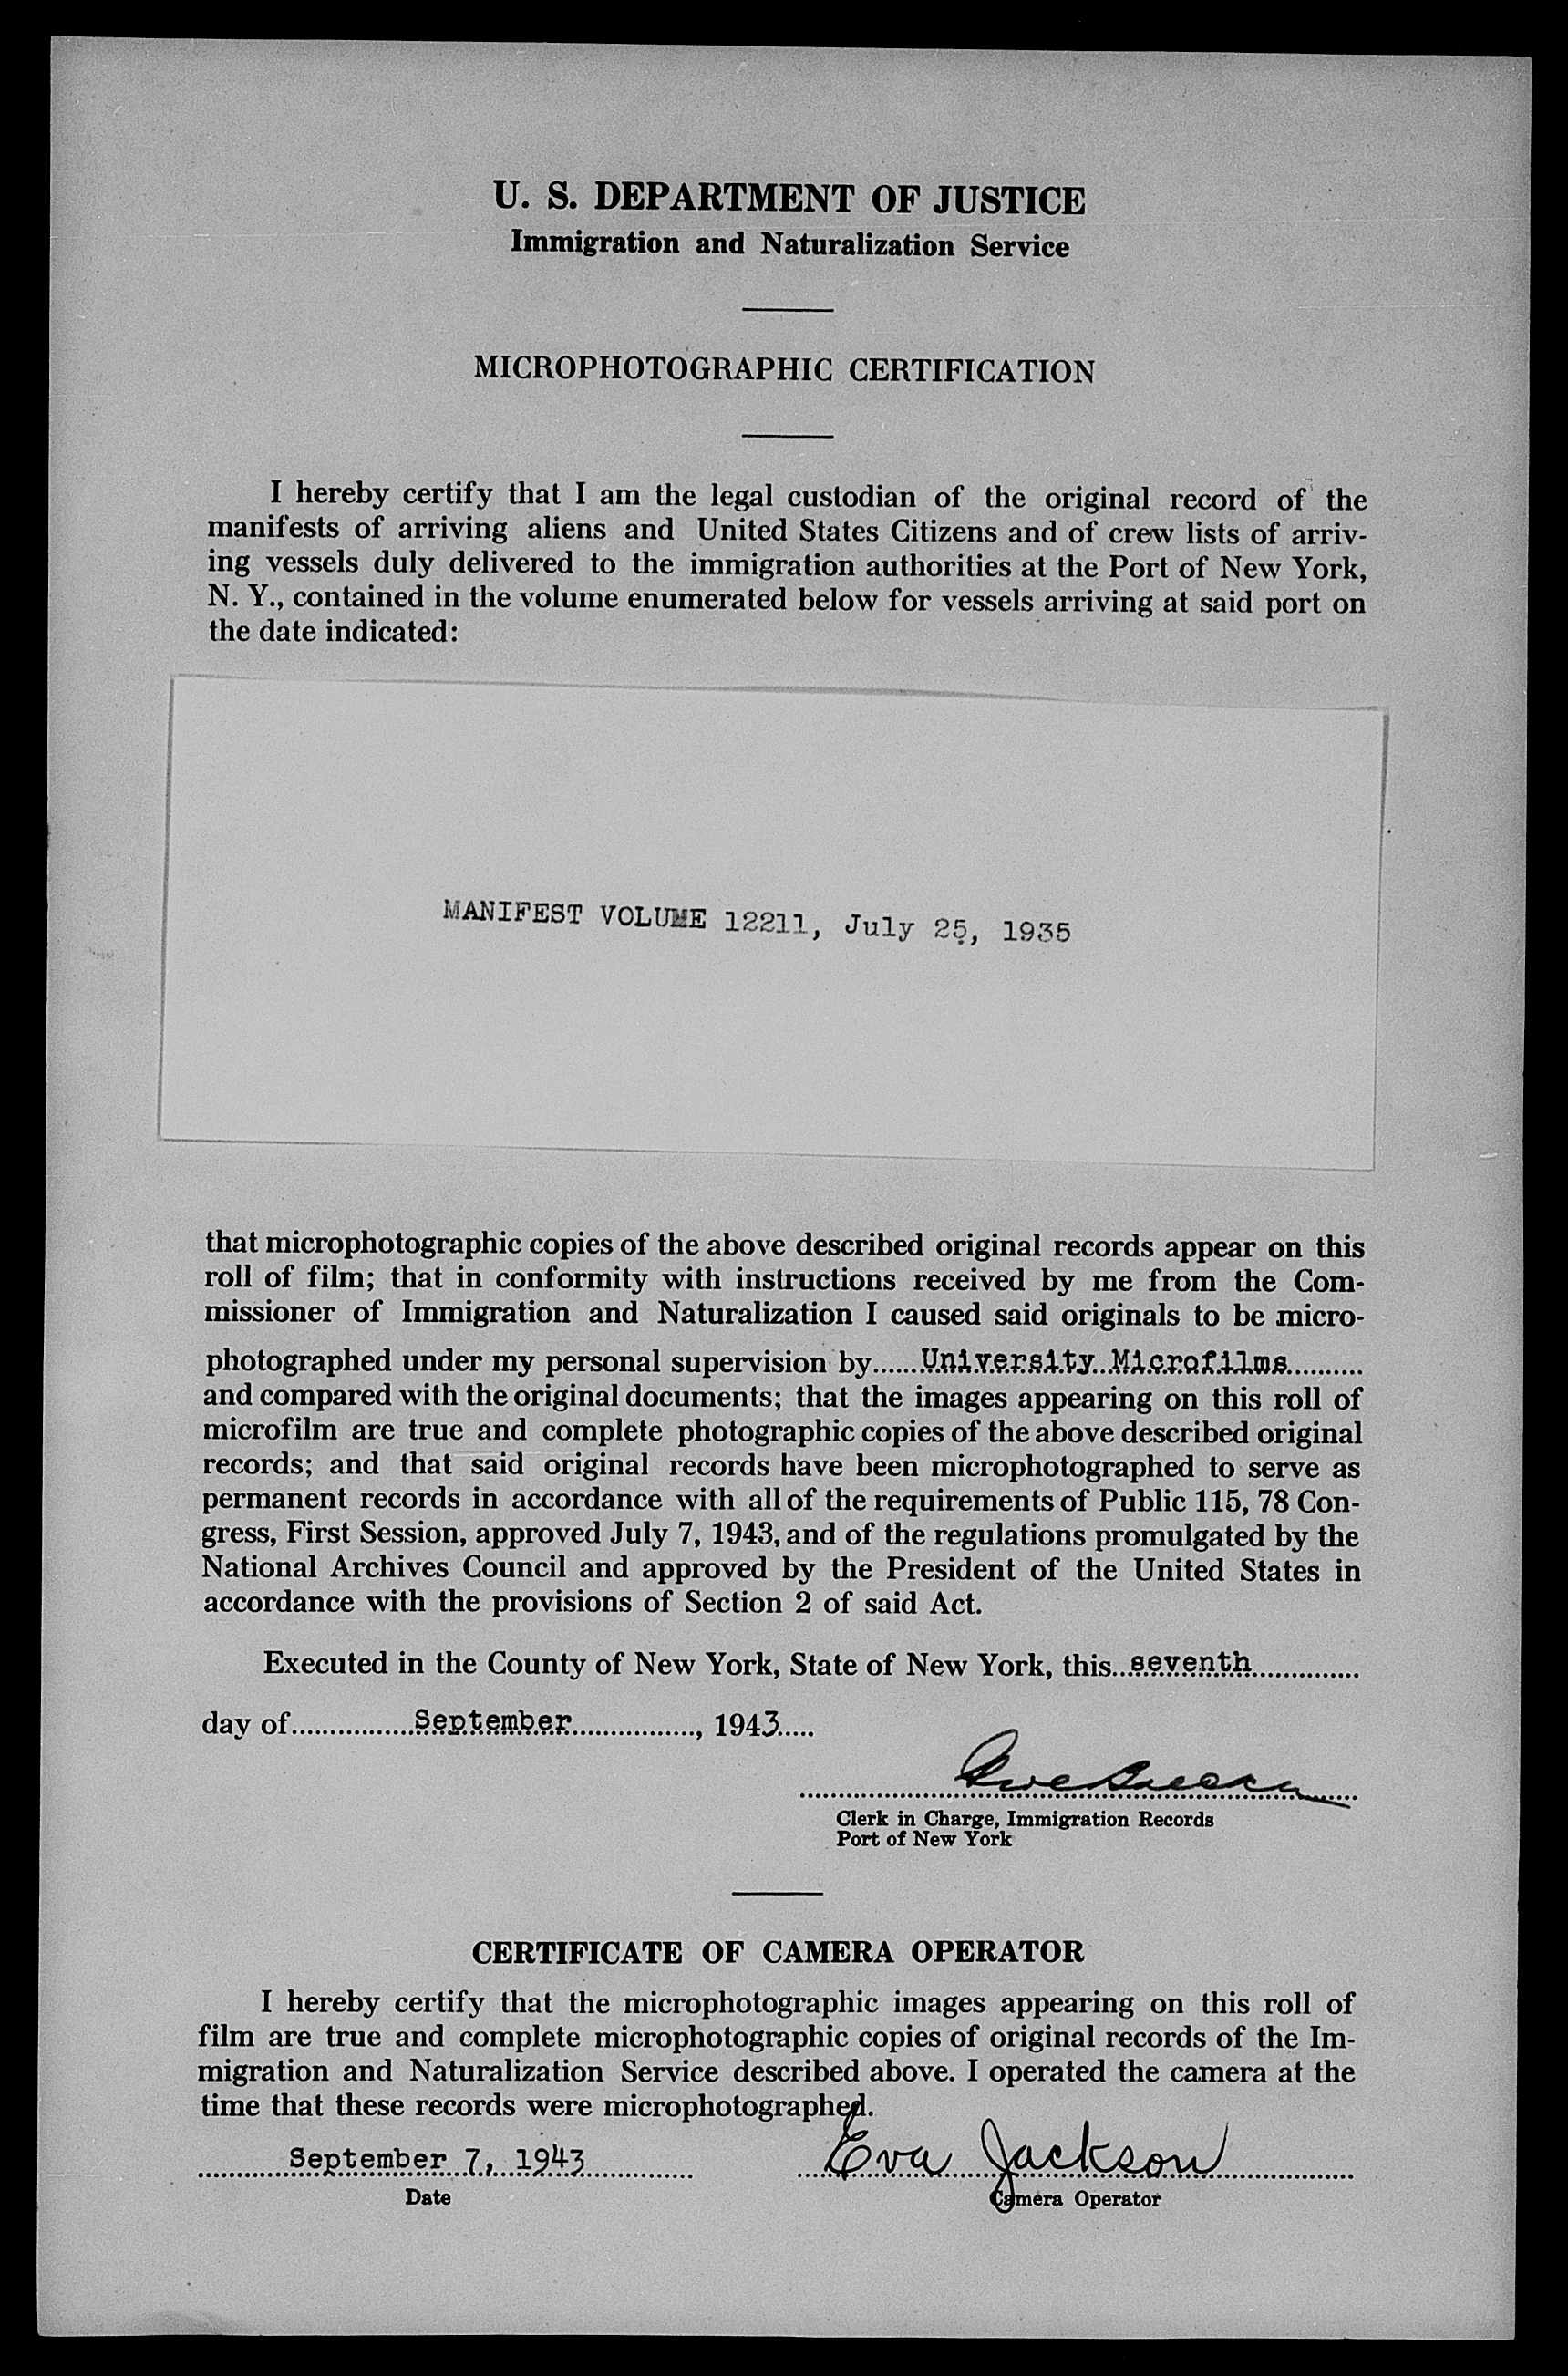 U. S. DEPARTMENT OF JUSTICE
Immigration and Naturalization Service
MICROPHOTOGRAPHIC CERTIFICATION
I hereby certify that I am the legal custodian of the original record of the
manifests of arriving aliens and United States Citizens and of crew lists of arriv-
ing vessels duly delivered to the immigration authorities at the Port of New York,
N. Y., contained in the volume enumerated below for vessels arriving at said port on
the date indicated:
MANIFEST VOLUME 12211, July 25, 1935
that microphotographic copies of the above described original records appear on this
roll of film; that in conformity with instructions received by me from the Com-
missioner of Immigration and Naturalization I caused said originals to be micro-
photographed under my personal supervision by......University Microfilms..........
and compared with the original documents; that the images appearing on this roll of
microfilm are true and complete photographic copies of the above described original
records; and that said original records have been microphotographed to serve as
permanent records in accordance with all of the requirements of Public 115, 78 Con-
gress, First Session, approved July 7, 1943, and of the regulations promulgated by the
National Archives Council and approved by the President of the United States in
accordance with the provisions of Section 2 of said Act.
Executed in the County of New York, State of New York, this..seventh..............
day of................September................, 1943.....
Clerk in Charge, Immigration Records
Port of New York
CERTIFICATE OF CAMERA OPERATOR
I hereby certify that the microphotographic images appearing on this roll of
film are true and complete microphotographic copies of original records of the Im-
migration and Naturalization Service described above. I operated the camera at the
time that these records were microphotographed.
September 7, 1943 Eva Jackson
Date Camera Operator